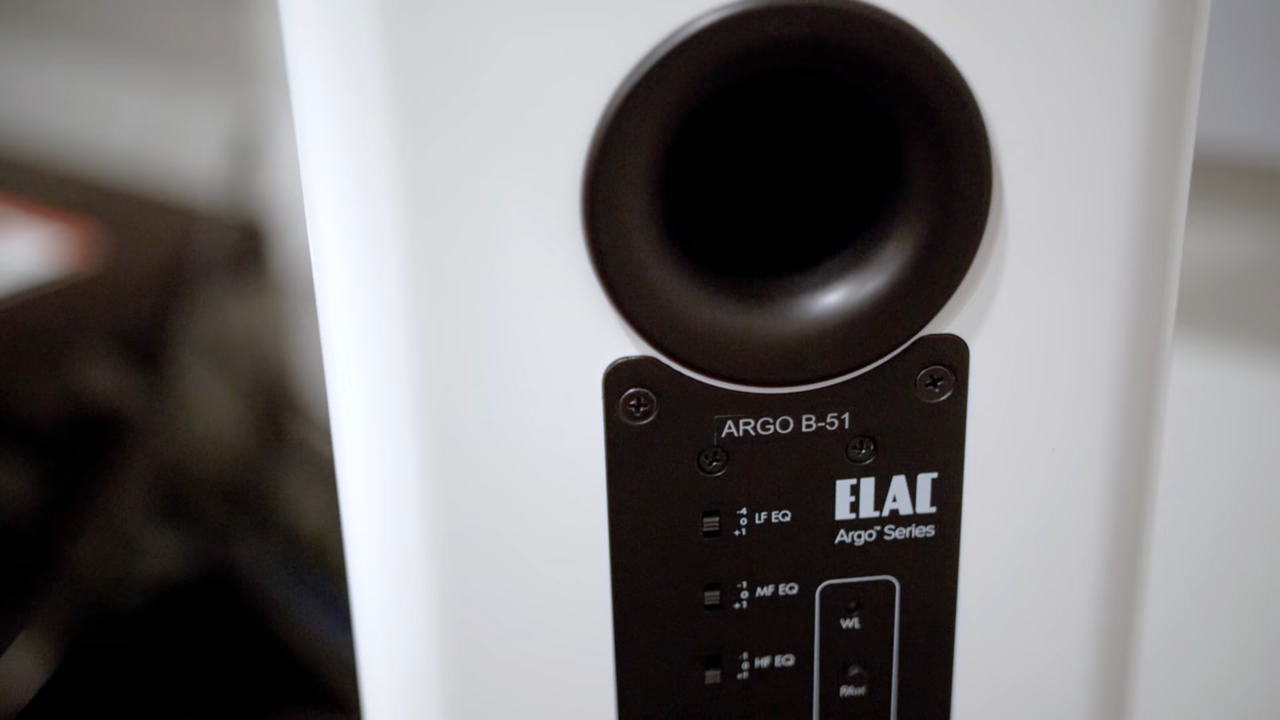 ARGO B-51
ELAC
Argo™ Series
-4
0
+1
LF EQ
-1
0
+1
MF EQ
HF EQ
WL